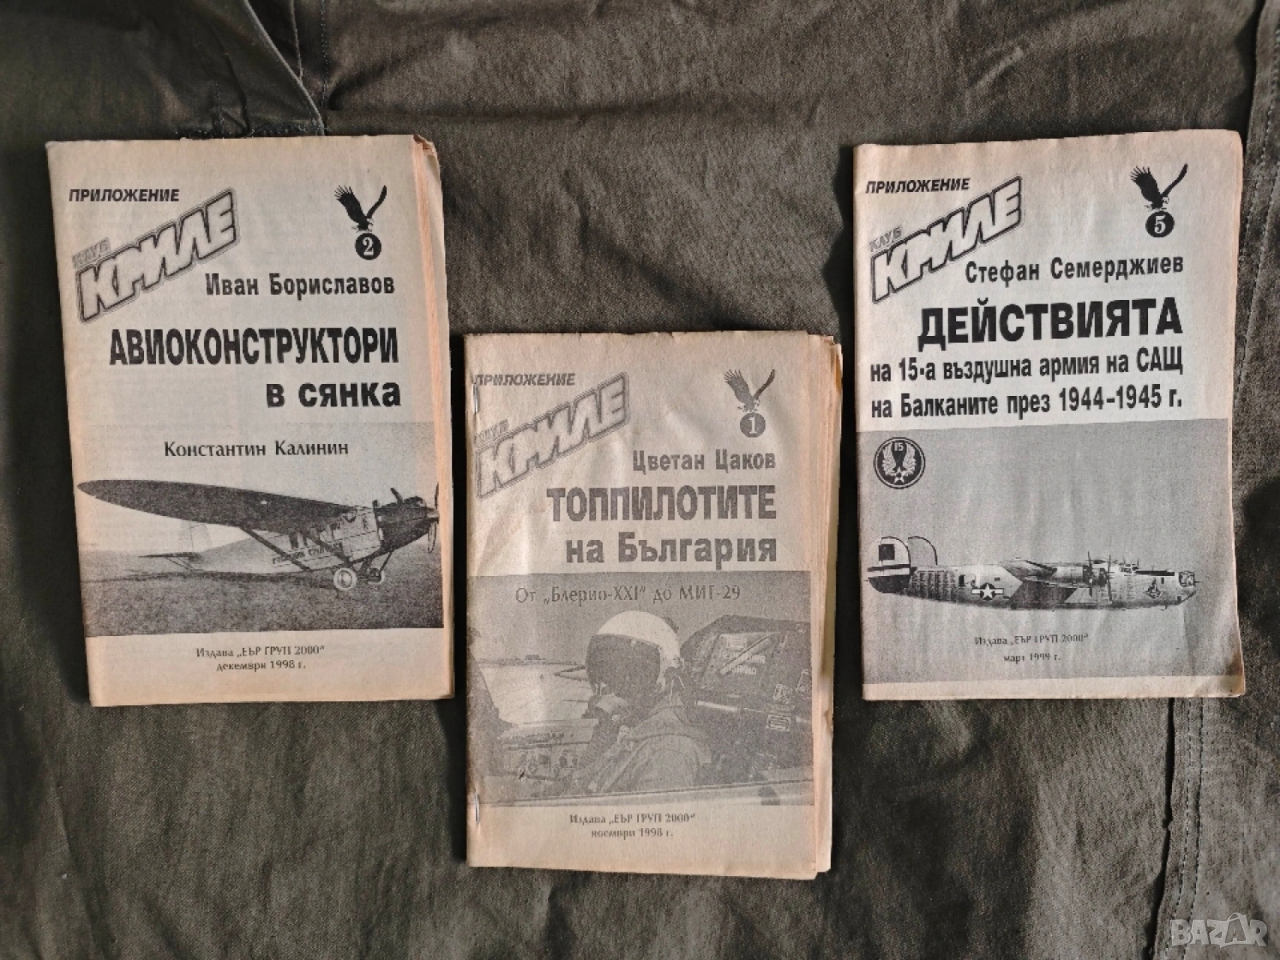 ПРИЛОЖЕНИЕ
КЛУБ
КРИЛЕ
2
Иван Бориславов
АВИОКОНСТРУКТОРИ
В СЯНКА
Константин Калинин
Издава „ЕЪР ГРУП 2000"
декември 1998 г.
ПРИЛОЖЕНИЕ
КЛУБ
КРИЛЕ
1
Цветан Цаков
ТОППИЛОТИТЕ
на България
От „Блерио-XXI" до МИГ-29
Издава „ЕЪР ГРУП 2000"
ноември 1998 г.
ПРИЛОЖЕНИЕ
КЛУБ
КРИЛЕ
5
Стефан Семерджиев
ДЕЙСТВИЯТА
на 15-а въздушна армия на САЩ
на Балканите през 1944-1945 г.
15
Издава „ЕЪР ГРУП 2000"
март 1999 г.
BAZAR